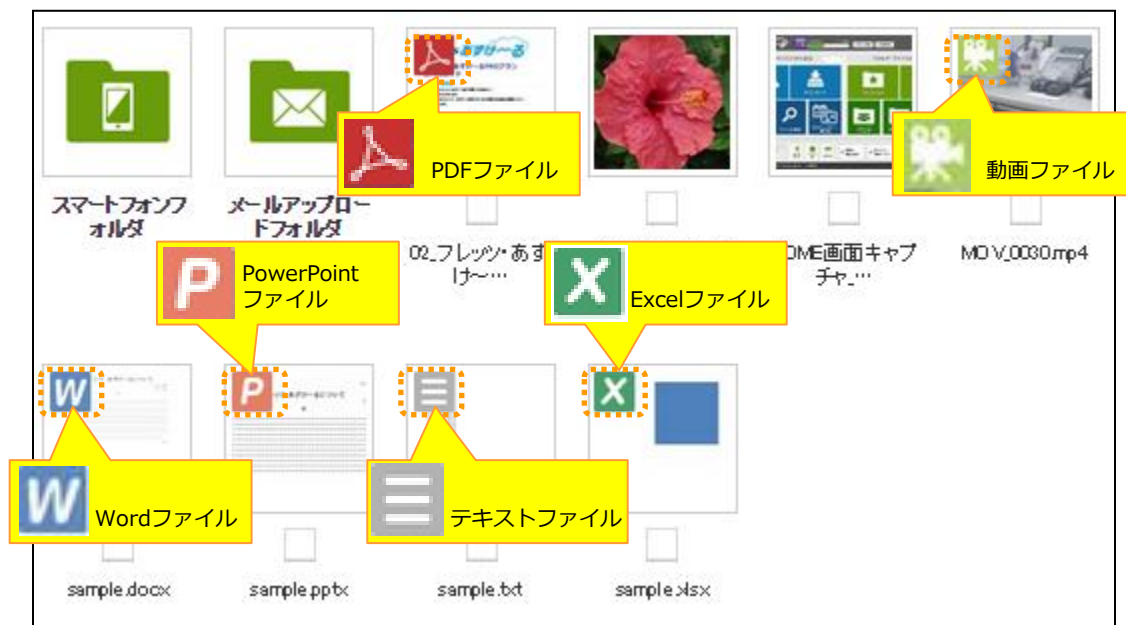 PDFファイル
動画ファイル
スマートフォンフ
ォルダ
メールアップロー
ドフォルダ
02_フレッツ・あず
け～…
OME画面キャプ
チャ_…
MOV_0030.mp4
PowerPoint
ファイル
Excelファイル
Wordファイル
テキストファイル
sample.docx
sample.pptx
sample.txt
sample.xlsx